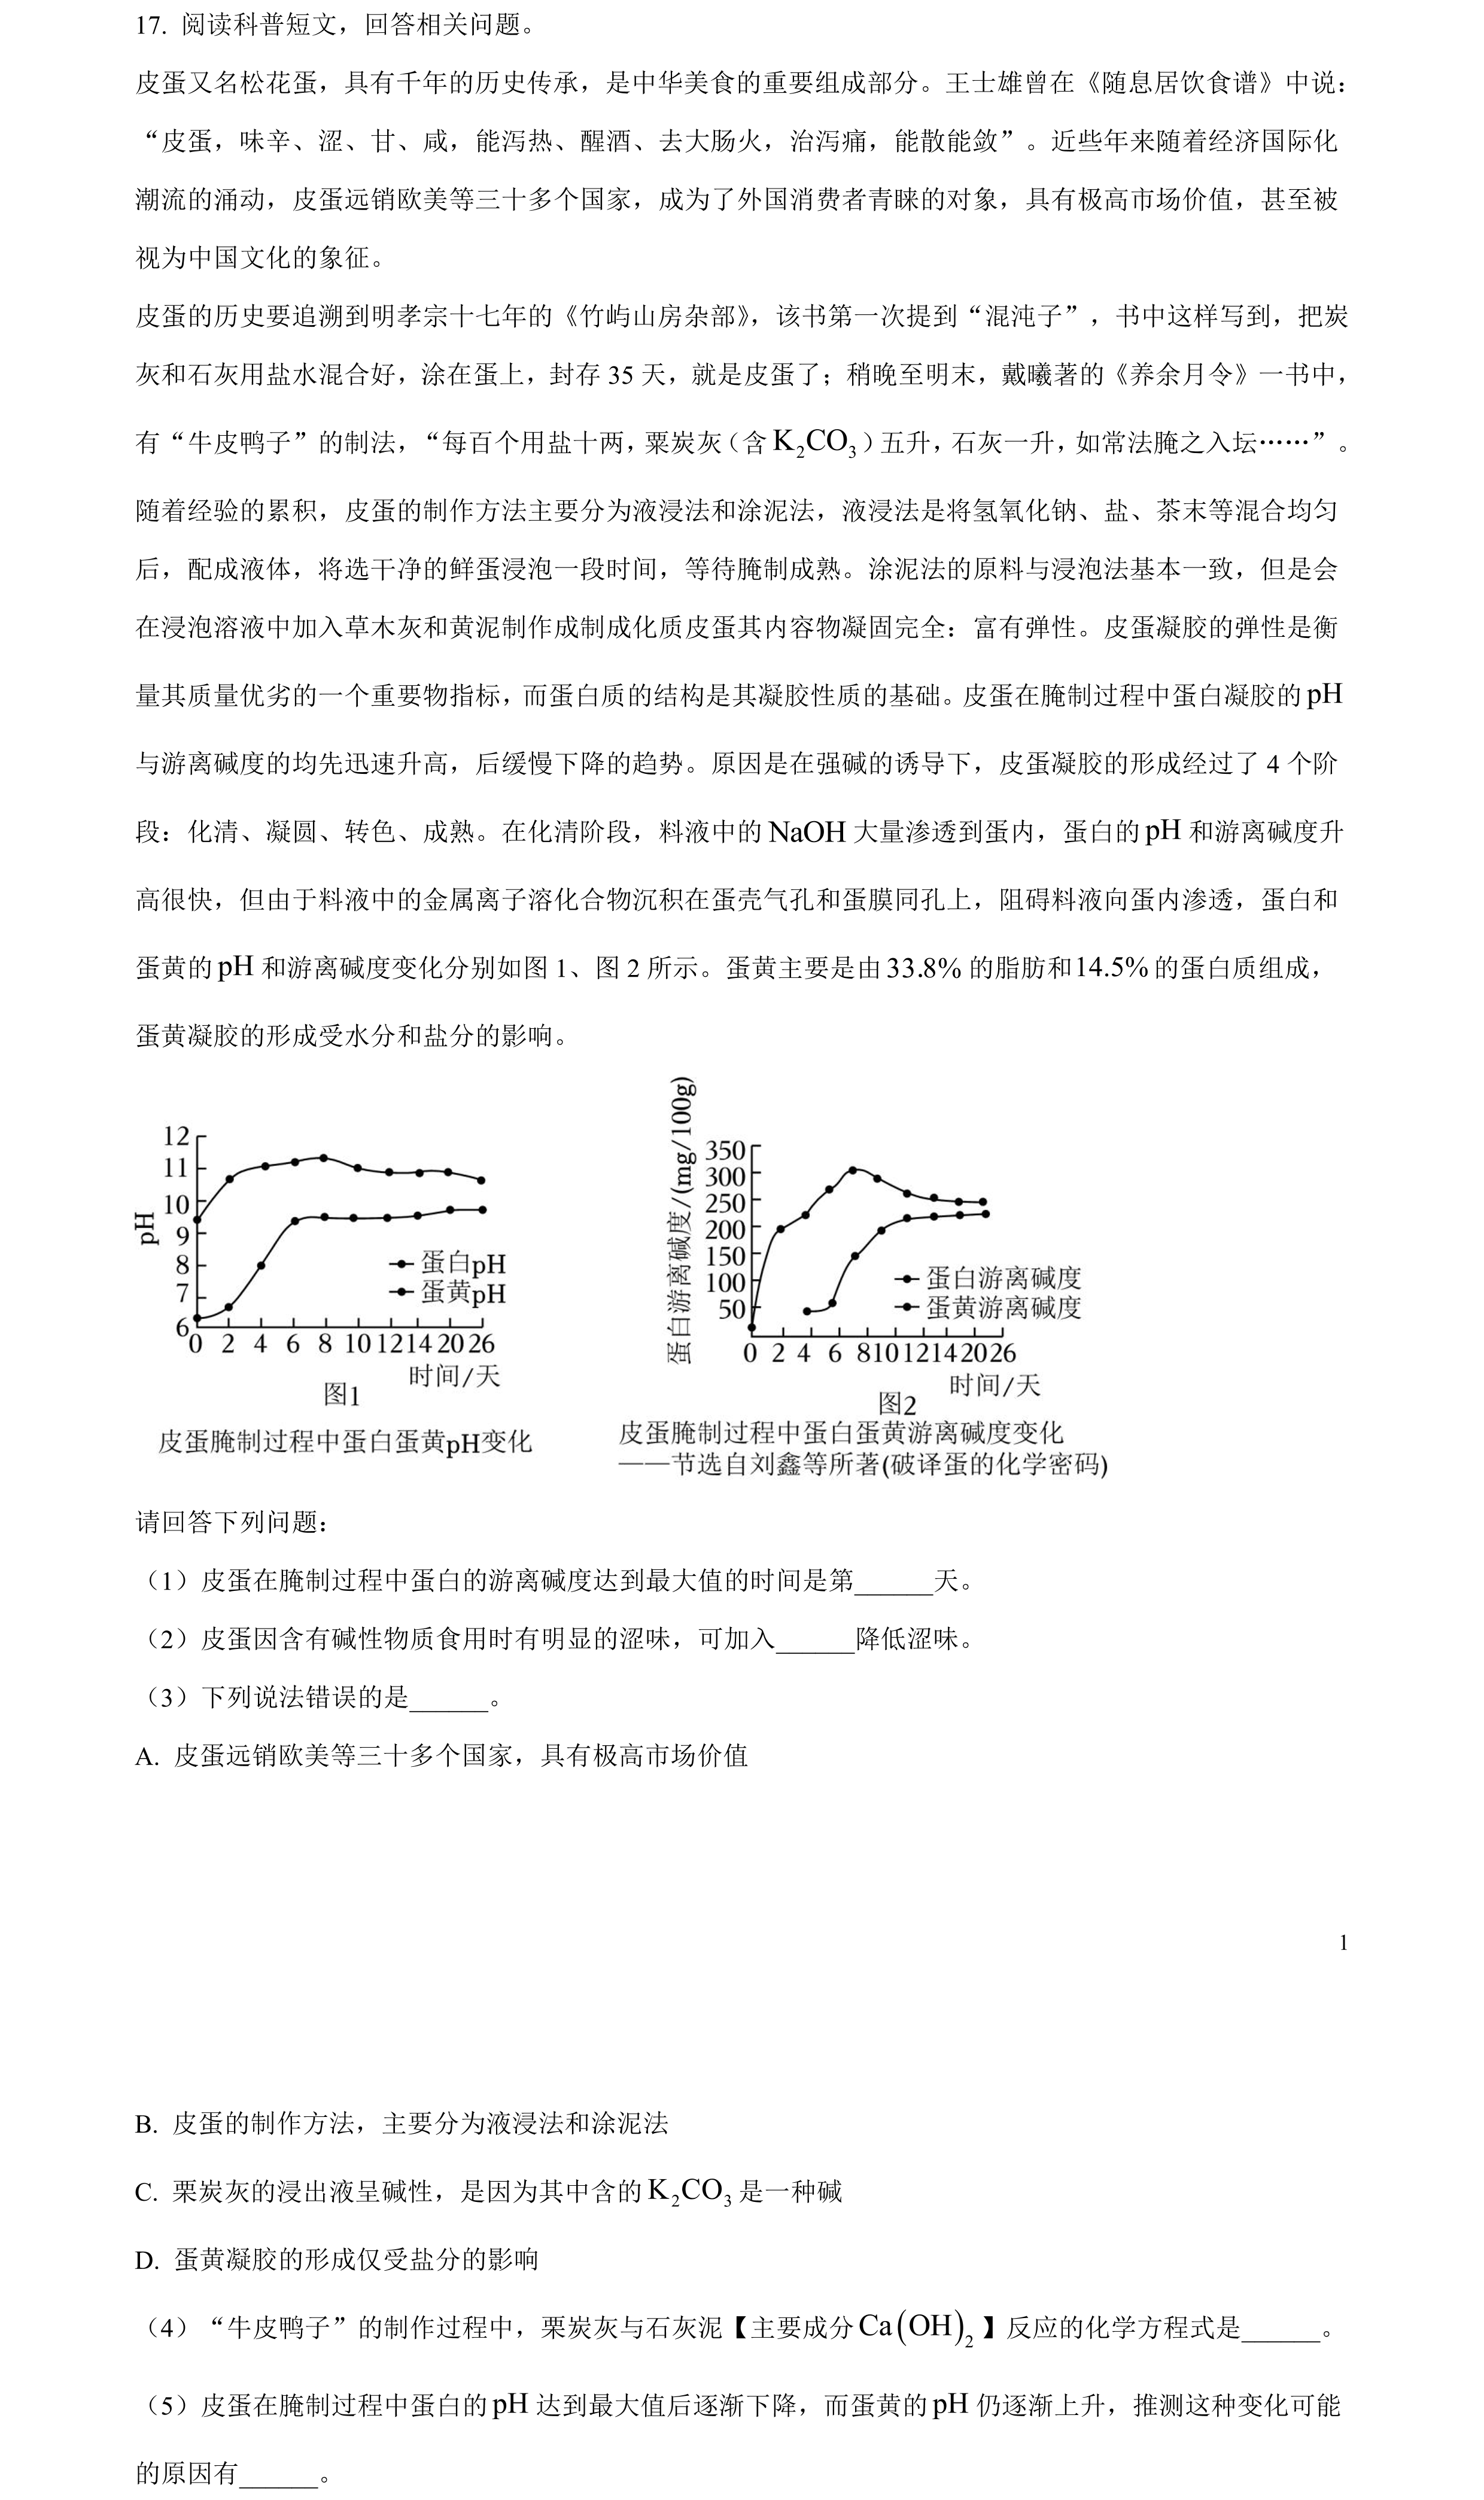 17. 阅读科普短文，回答相关问题。
皮蛋又名松花蛋，具有千年的历史传承，是中华美食的重要组成部分。王士雄曾在《随息居饮食谱》中说：
“皮蛋，味辛、涩、甘、咸，能泻热、醒酒、去大肠火，治泻痛，能散能敛”。近些年来随着经济国际化
潮流的涌动，皮蛋远销欧美等三十多个国家，成为了外国消费者青睐的对象，具有极高市场价值，甚至被
视为中国文化的象征。
皮蛋的历史要追溯到明孝宗十七年的《竹屿山房杂部》，该书第一次提到“混沌子”，书中这样写到，把炭
灰和石灰用盐水混合好，涂在蛋上，封存 35 天，就是皮蛋了；稍晚至明末，戴曦著的《养余月令》一书中，
有“牛皮鸭子”的制法，“每百个用盐十两，粟炭灰（含 K₂CO₃）五升，石灰一升，如常法腌之入坛……”。
随着经验的累积，皮蛋的制作方法主要分为液浸法和涂泥法，液浸法是将氢氧化钠、盐、茶末等混合均匀
后，配成液体，将选干净的鲜蛋浸泡一段时间，等待腌制成熟。涂泥法的原料与浸泡法基本一致，但是会
在浸泡溶液中加入草木灰和黄泥制作成制成化质皮蛋其内容物凝固完全：富有弹性。皮蛋凝胶的弹性是衡
量其质量优劣的一个重要物指标，而蛋白质的结构是其凝胶性质的基础。皮蛋在腌制过程中蛋白凝胶的 pH
与游离碱度的均先迅速升高，后缓慢下降的趋势。原因是在强碱的诱导下，皮蛋凝胶的形成经过了 4 个阶
段：化清、凝圆、转色、成熟。在化清阶段，料液中的 NaOH 大量渗透到蛋内，蛋白的 pH 和游离碱度升
高很快，但由于料液中的金属离子溶化合物沉积在蛋壳气孔和蛋膜同孔上，阻碍料液向蛋内渗透，蛋白和
蛋黄的 pH 和游离碱度变化分别如图 1、图 2 所示。蛋黄主要是由 33.8% 的脂肪和 14.5% 的蛋白质组成，
蛋黄凝胶的形成受水分和盐分的影响。
pH
12
11
10
9
8
7
6
蛋白pH
蛋黄pH
0 2 4 6 8 10 12 14 20 26
时间/天
图1
皮蛋腌制过程中蛋白蛋黄pH变化
蛋白游离碱度/(mg/100g)
350
300
250
200
150
100
50
蛋白游离碱度
蛋黄游离碱度
0 2 4 6 8 10 12 14 20 26
时间/天
图2
皮蛋腌制过程中蛋白蛋黄游离碱度变化
——节选自刘鑫等所著(破译蛋的化学密码)
请回答下列问题：
（1）皮蛋在腌制过程中蛋白的游离碱度达到最大值的时间是第______天。
（2）皮蛋因含有碱性物质食用时有明显的涩味，可加入______降低涩味。
（3）下列说法错误的是______。
A. 皮蛋远销欧美等三十多个国家，具有极高市场价值
1
B. 皮蛋的制作方法，主要分为液浸法和涂泥法
C. 栗炭灰的浸出液呈碱性，是因为其中含的 K₂CO₃ 是一种碱
D. 蛋黄凝胶的形成仅受盐分的影响
（4）“牛皮鸭子”的制作过程中，栗炭灰与石灰泥【主要成分 Ca(OH)₂】反应的化学方程式是______。
（5）皮蛋在腌制过程中蛋白的 pH 达到最大值后逐渐下降，而蛋黄的 pH 仍逐渐上升，推测这种变化可能
的原因有______。